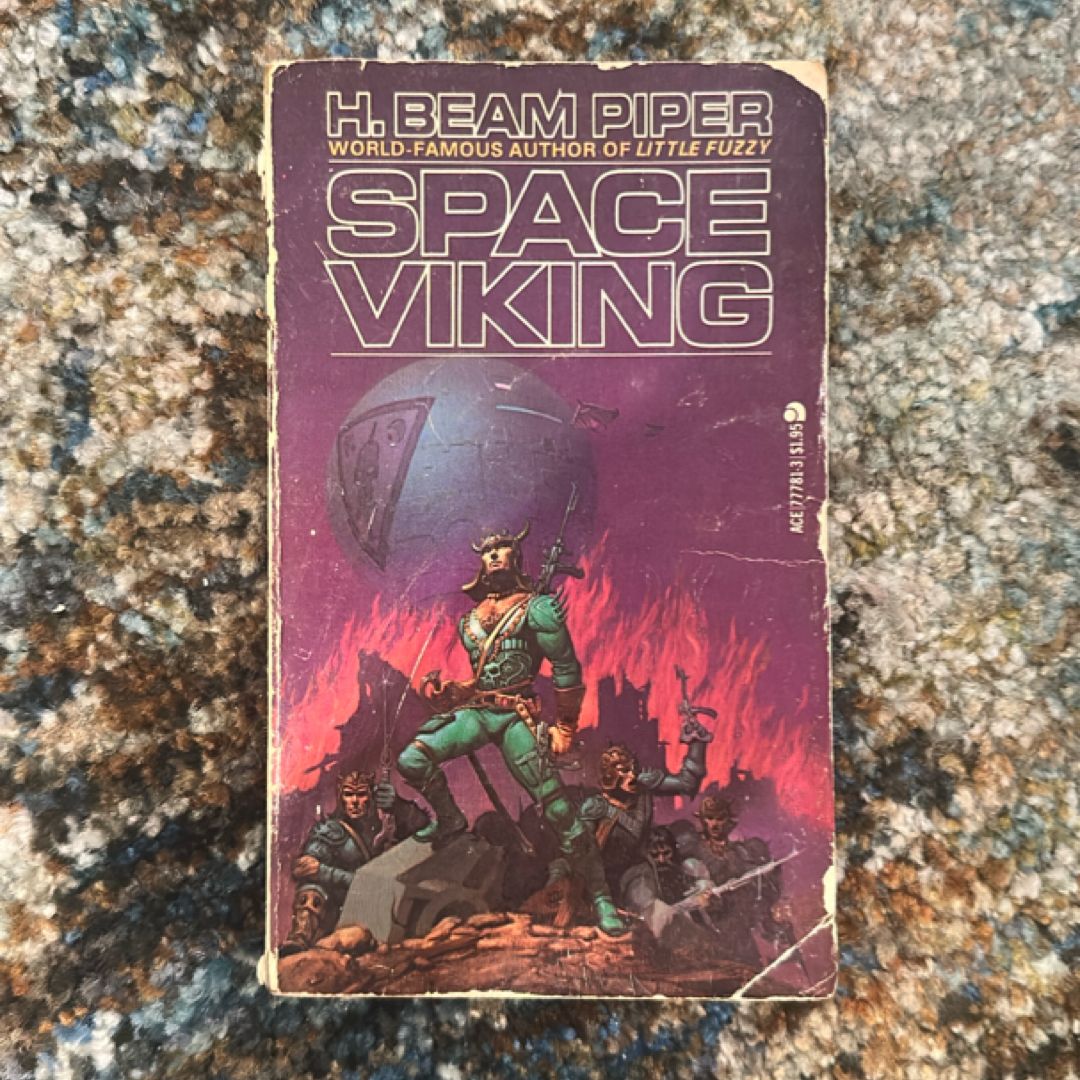 H. BEAM PIPER
WORLD-FAMOUS AUTHOR OF LITTLE FUZZY
SPACE
VIKING
ACE 77781-3 $1.95